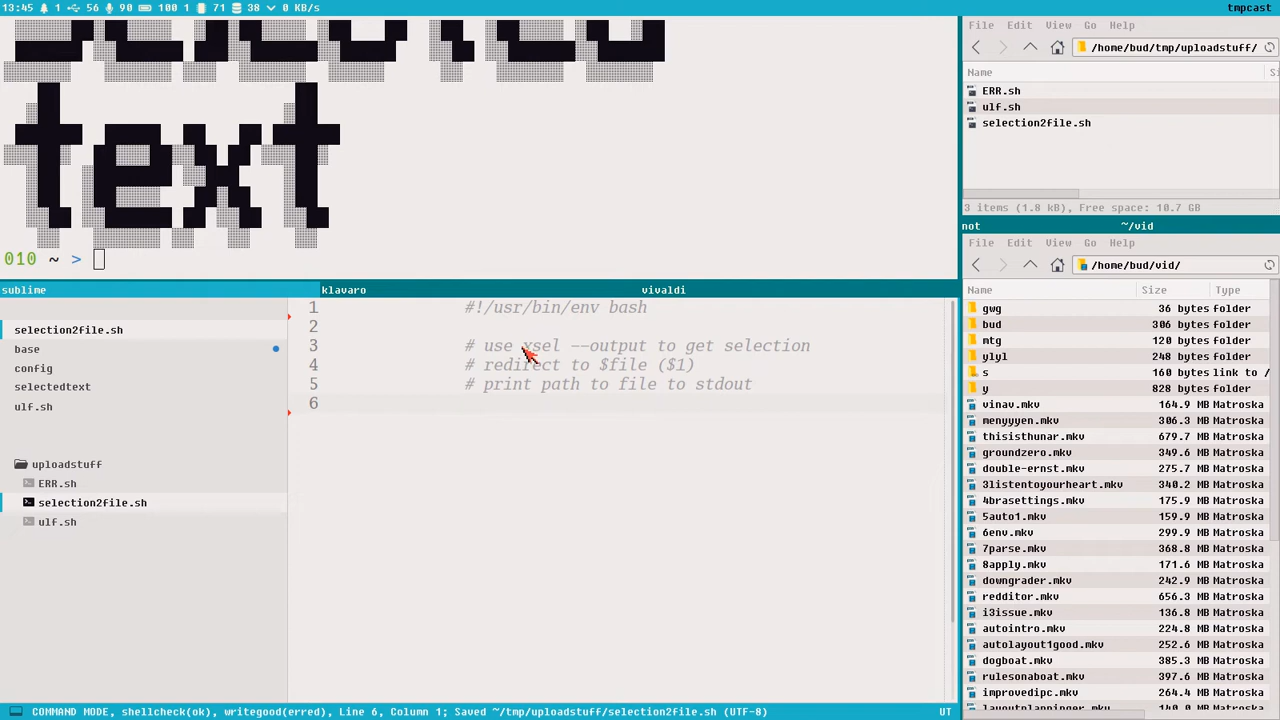 13:45 1 56 90 100 1 71 38 0 KB/s
tmpcast
text
010 ~ >
sublime
klavaro
vivaldi
selection2file.sh
base
config
selectedtext
ulf.sh
uploadstuff
ERR.sh
selection2file.sh
ulf.sh
1 #!/usr/bin/env bash
2
3 # use xsel --output to get selection
4 # redirect to $file ($1)
5 # print path to file to stdout
6
COMMAND MODE, shellcheck(ok), writegood(erred), Line 6, Column 1; Saved ~/tmp/uploadstuff/selection2file.sh (UTF-8)
UT
File Edit View Go Help
/home/bud/tmp/uploadstuff/
Name
ERR.sh
ulf.sh
selection2file.sh
3 items (1.8 kB), Free space: 10.7 GB
not
~/vid
File Edit View Go Help
/home/bud/vid/
Name Size Type
gwg 36 bytes folder
bud 306 bytes folder
mtg 190 bytes folder
ylyl 248 bytes folder
s 160 bytes link to /
y 828 bytes folder
vinav.mkv 164.9 MB Matroska
menyyyen.mkv 306.3 MB Matroska
thisisthunar.mkv 679.7 MB Matroska
groundzero.mkv 349.6 MB Matroska
double-ernst.mkv 275.7 MB Matroska
3listentoyourheart.mkv 348.2 MB Matroska
4brasettings.mkv 175.9 MB Matroska
5auto1.mkv 159.9 MB Matroska
6env.mkv 299.9 MB Matroska
7parse.mkv 368.8 MB Matroska
8apply.mkv 171.6 MB Matroska
downgrader.mkv 242.9 MB Matroska
redditor.mkv 656.3 MB Matroska
i3issue.mkv 136.8 MB Matroska
autointro.mkv 224.8 MB Matroska
autolayout1good.mkv 252.6 MB Matroska
dogboat.mkv 385.3 MB Matroska
rulesonstuart.mkv 397.6 MB Matroska
improvedipc.mkv 264.4 MB Matroska